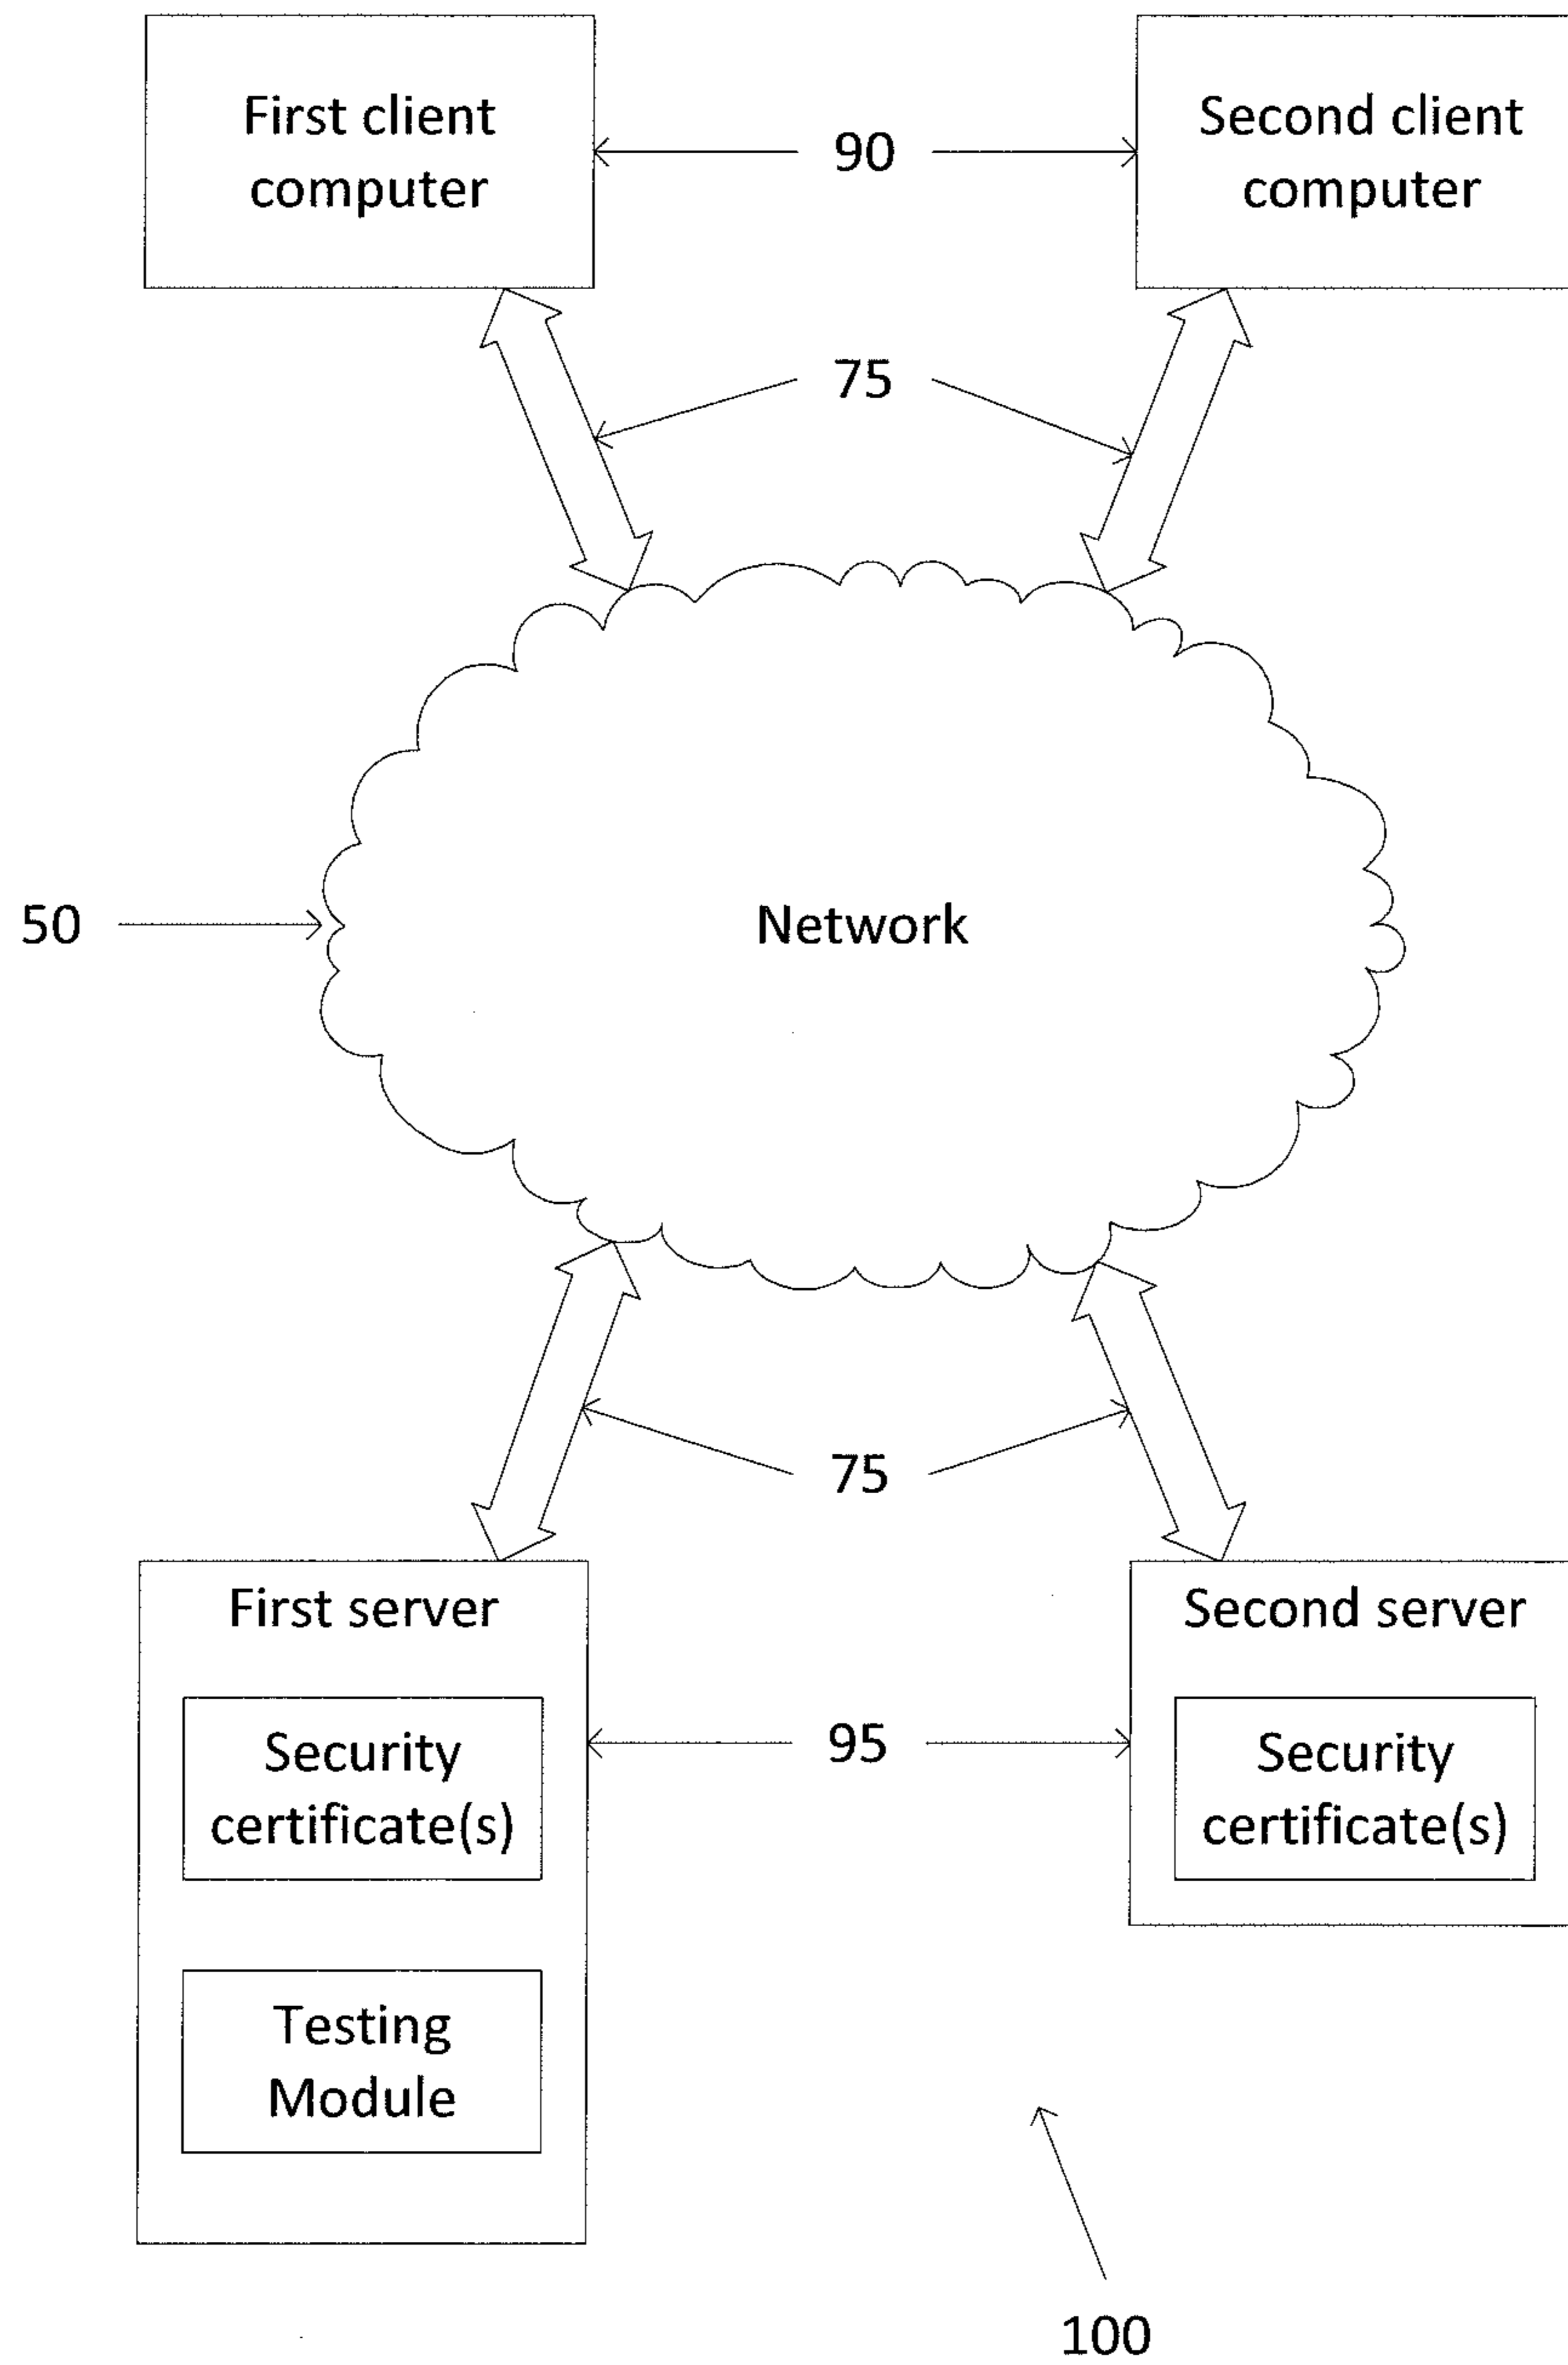 First client
computer
90
Second client
computer
75
50
Network
75
First server
Security
certificate(s)
Testing
Module
95
Second server
Security
certificate(s)
100